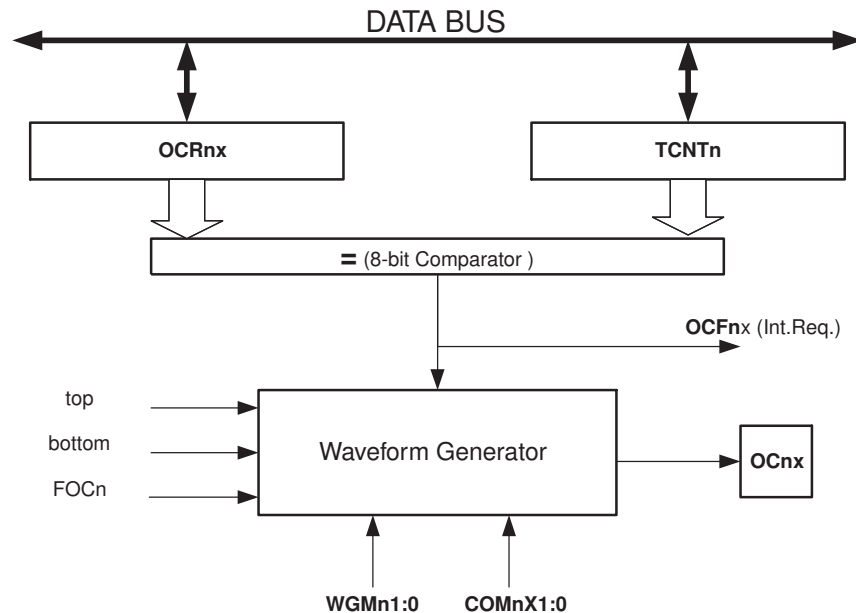 DATA BUS
OCRnx
TCNTn
= (8-bit Comparator )
OCFnx (Int.Req.)
top
bottom
FOCn
Waveform Generator
OCnx
WGMn1:0
COMnX1:0